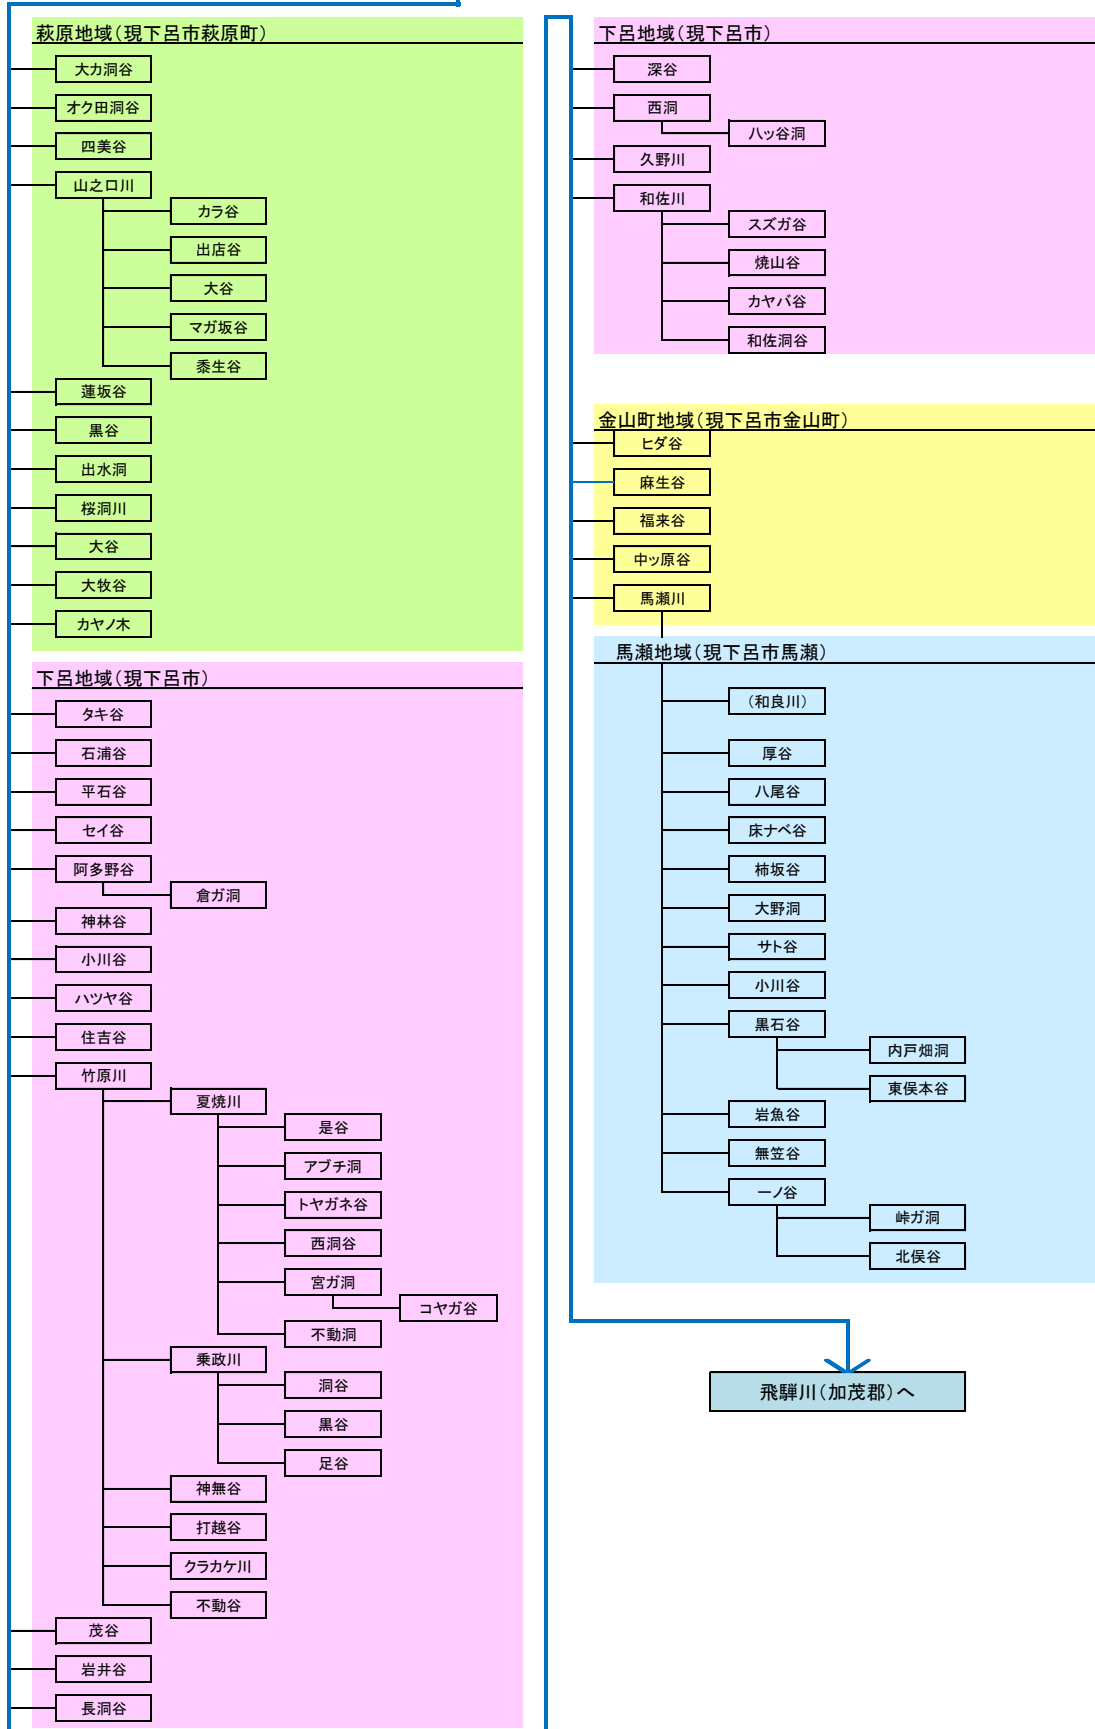 萩原地域（現下呂市萩原町）
大カ洞谷
オク田洞谷
四美谷
山之口川
カラ谷
出店谷
大谷
マガ坂谷
黍生谷
蓮坂谷
黒谷
出水洞
桜洞川
大谷
大牧谷
カヤノ木
下呂地域（現下呂市）
タキ谷
石浦谷
平石谷
セイ谷
阿多野谷
倉ガ洞
神林谷
小川谷
ハツヤ谷
住吉谷
竹原川
夏焼川
是谷
アブチ洞
トヤガネ谷
西洞谷
宮ガ洞
コヤガ谷
不動洞
乗政川
洞谷
黒谷
足谷
神無谷
打越谷
クラカケ川
不動谷
茂谷
岩井谷
長洞谷
下呂地域（現下呂市）
深谷
西洞
八ッ谷洞
久野川
和佐川
スズガ谷
焼山谷
カヤバ谷
和佐洞谷
金山町地域（現下呂市金山町）
ヒダ谷
麻生谷
福来谷
中ッ原谷
馬瀬川
馬瀬地域（現下呂市馬瀬）
（和良川）
厚谷
八尾谷
床ナベ谷
柿坂谷
大野洞
サト谷
小川谷
黒石谷
内戸畑洞
東俣本谷
岩魚谷
無笠谷
一ノ谷
峠ガ洞
北俣谷
飛騨川（加茂郡）へ